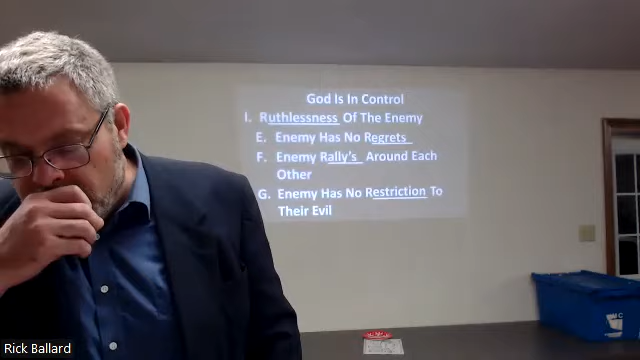 God Is In Control
I. Ruthlessness Of The Enemy
E. Enemy Has No Regrets
F. Enemy Rally's Around Each
Other
G. Enemy Has No Restriction To
Their Evil
Rick Ballard